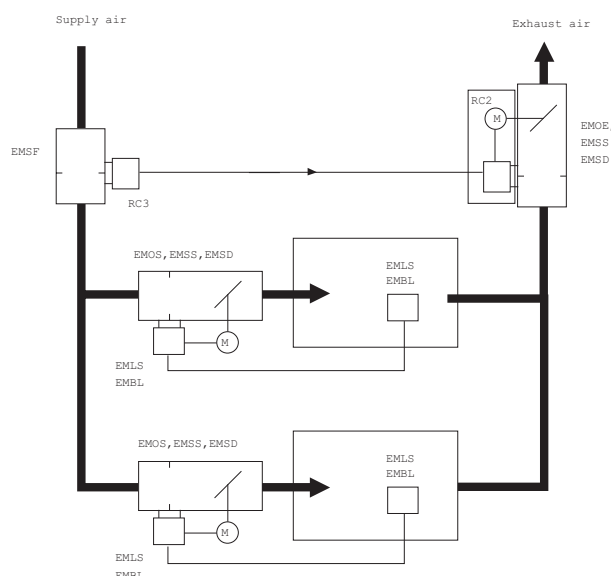 Supply air
Exhaust air
RC2
M
EMOE,
EMSS
EMSD
EMSF
RC3
EMOS,EMSS,EMSD
EMLS
EMBL
M
EMLS
EMBL
EMOS,EMSS,EMSD
EMLS
EMBL
M
EMLS
EMBL